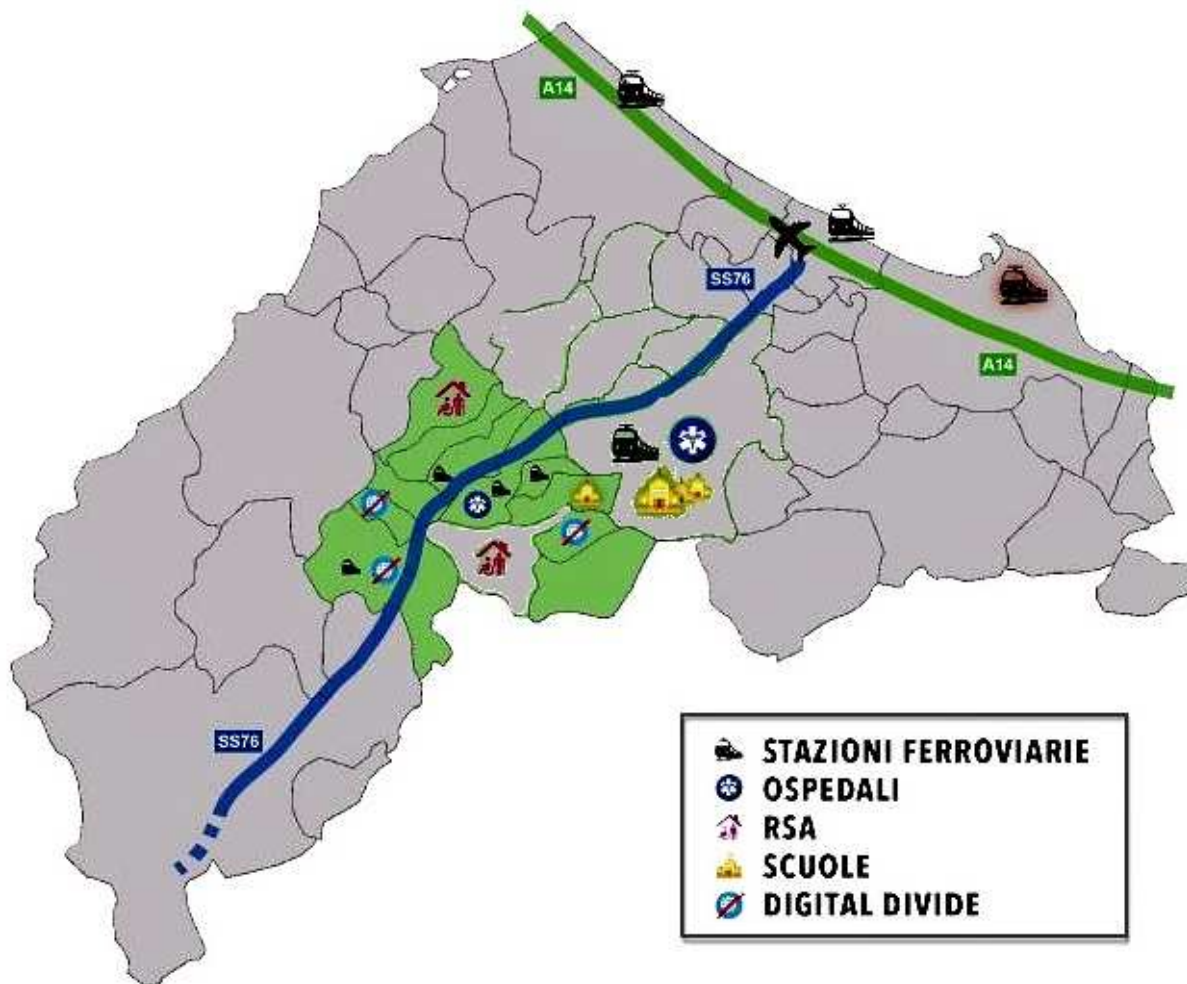 A14
SS76
A14
SS76
STAZIONI FERROVIARIE
OSPEDALI
RSA
SCUOLE
DIGITAL DIVIDE